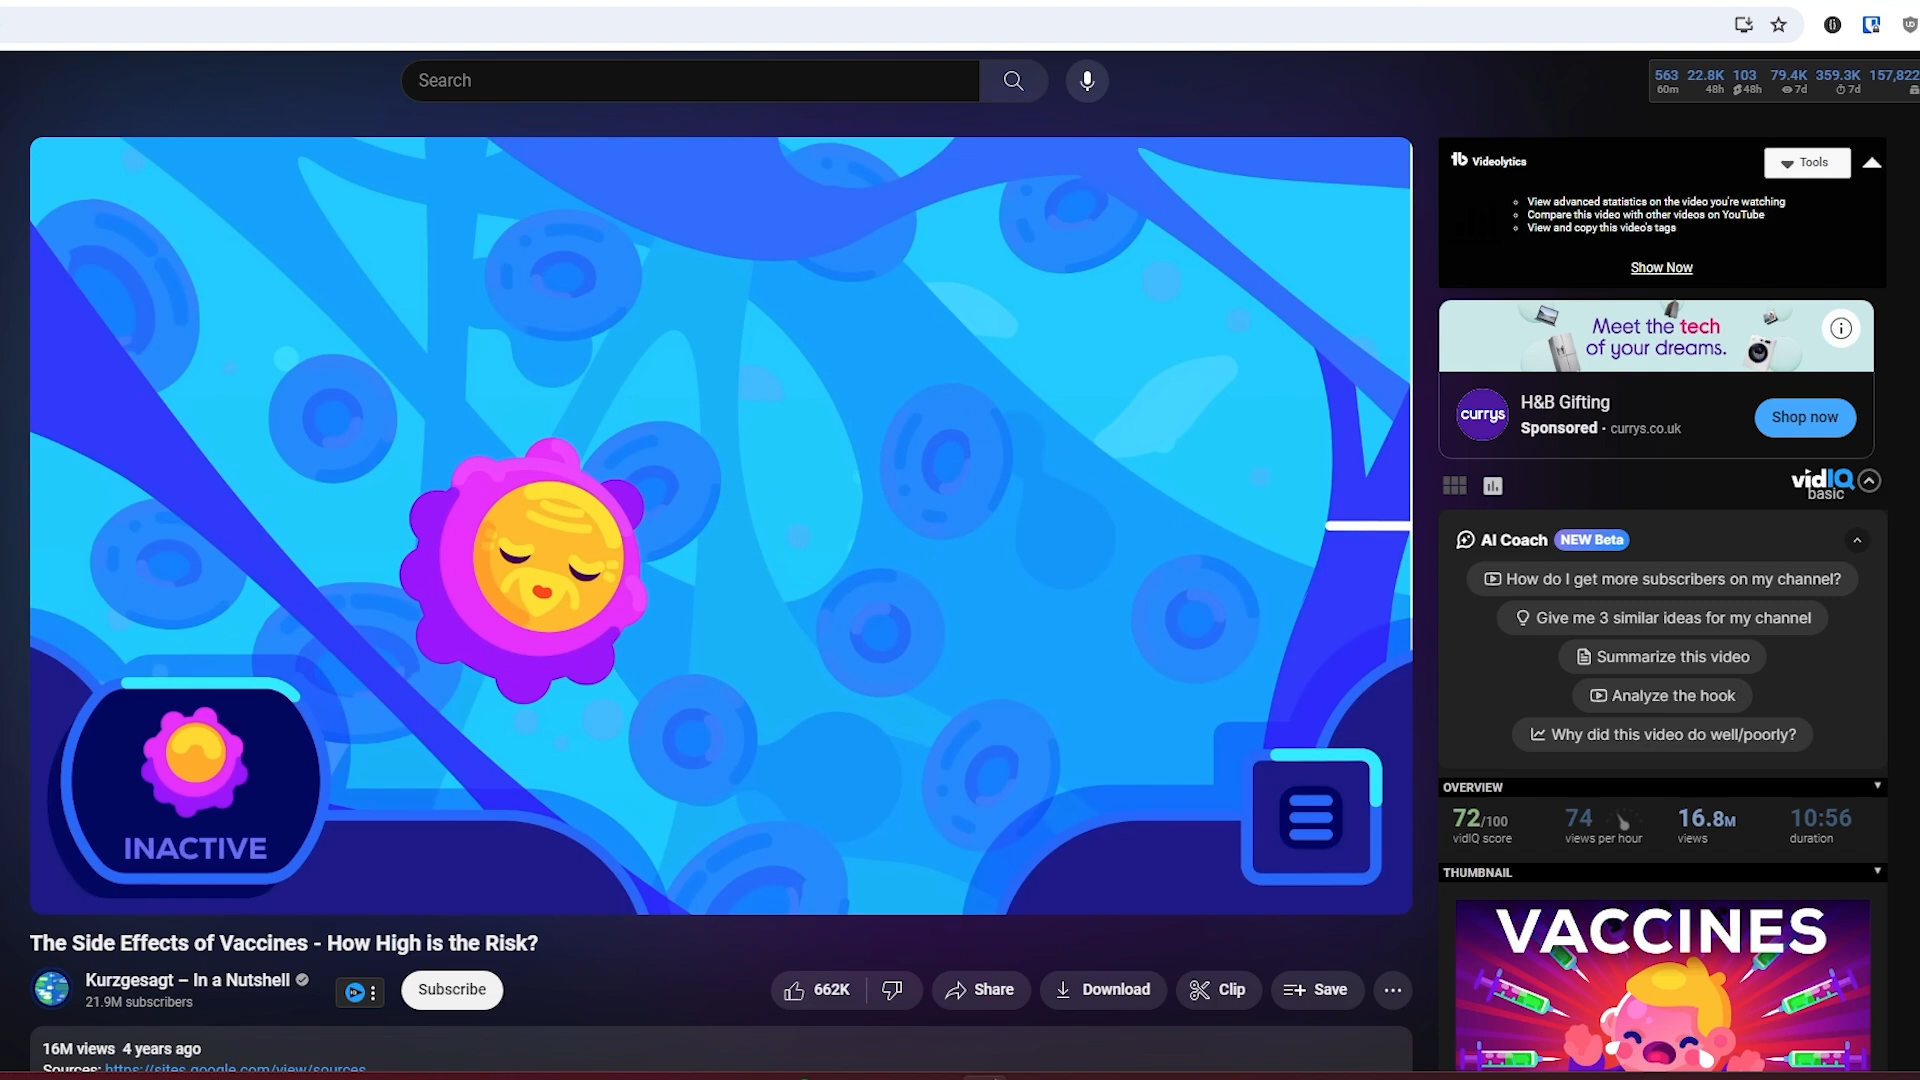 Search
563 22.8K 103 79.4K 359.3K 157,822
60m 48h 48h 7d 7d
Videolytics
Tools
View advanced statistics on the video you're watching
Compare this video with other videos on YouTube
View and copy this video's tags
Show Now
Meet the tech
of your dreams.
currys
H&B Gifting
Sponsored · currys.co.uk
Shop now
vidIQ
basic
AI Coach NEW Beta
How do I get more subscribers on my channel?
Give me 3 similar ideas for my channel
Summarize this video
Analyze the hook
Why did this video do well/poorly?
OVERVIEW
72/100 74 16.8M 10:56
vidIQ score views per hour views duration
THUMBNAIL
VACCINES
INACTIVE
The Side Effects of Vaccines - How High is the Risk?
Kurzgesagt – In a Nutshell
21.9M subscribers
Subscribe
662K
Share
Download
Clip
Save
16M views 4 years ago
Sources: https://sites.google.com/view/sources